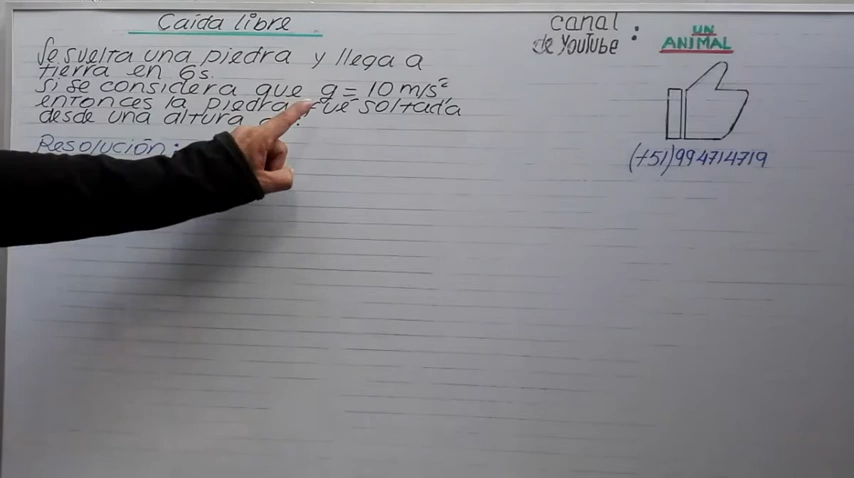 Caída libre
Se suelta una piedra y llega a
tierra en 6s.
Si se considera que g = 10 m/s²
entonces la piedra fué soltada
desde una altura
Resolución:
canal
de YouTube :
UN
ANIMAL
(+51)994714719